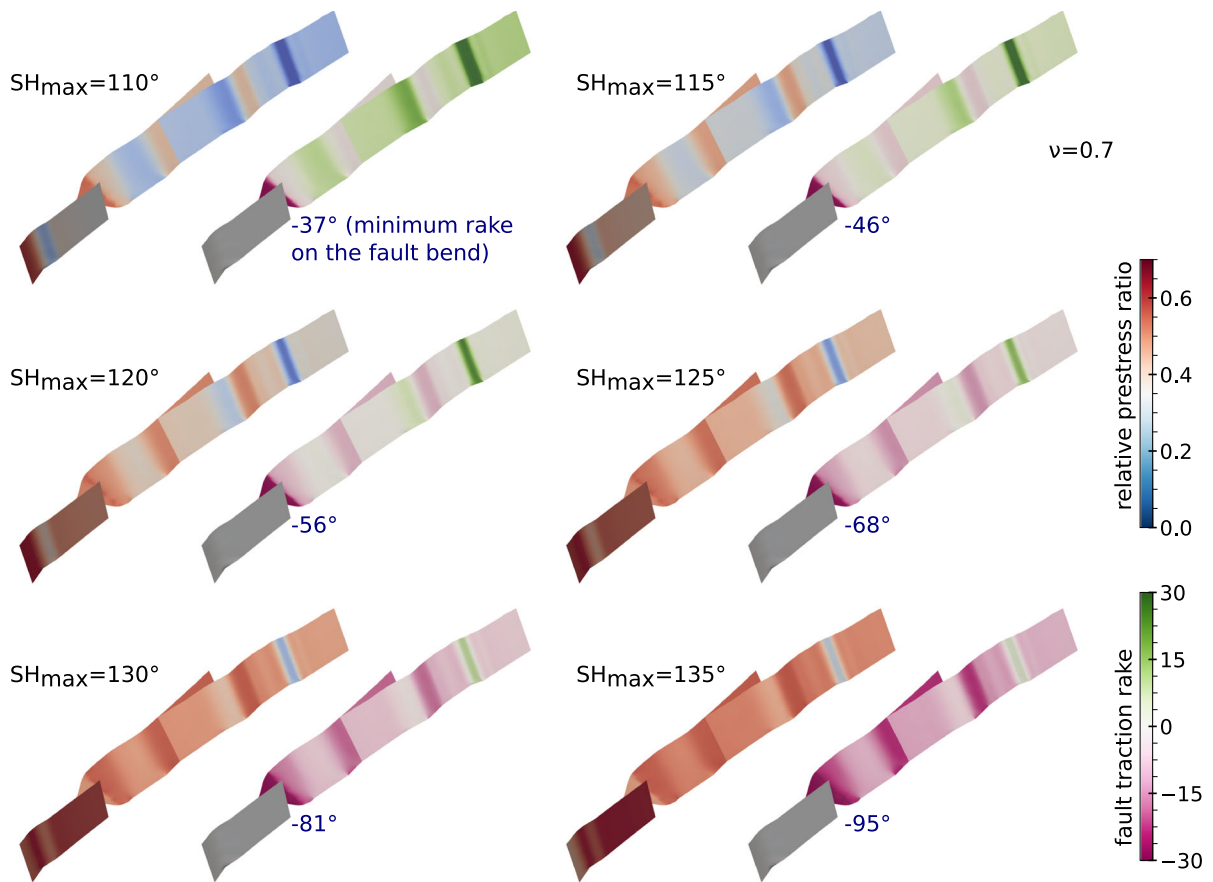 SHmax=110°
SHmax=115°
ν=0.7
-37° (minimum rake
on the fault bend)
-46°
SHmax=120°
SHmax=125°
-56°
-68°
SHmax=130°
SHmax=135°
-81°
-95°
relative prestress ratio
0.6
0.4
0.2
0.0
fault traction rake
30
15
0
−15
−30